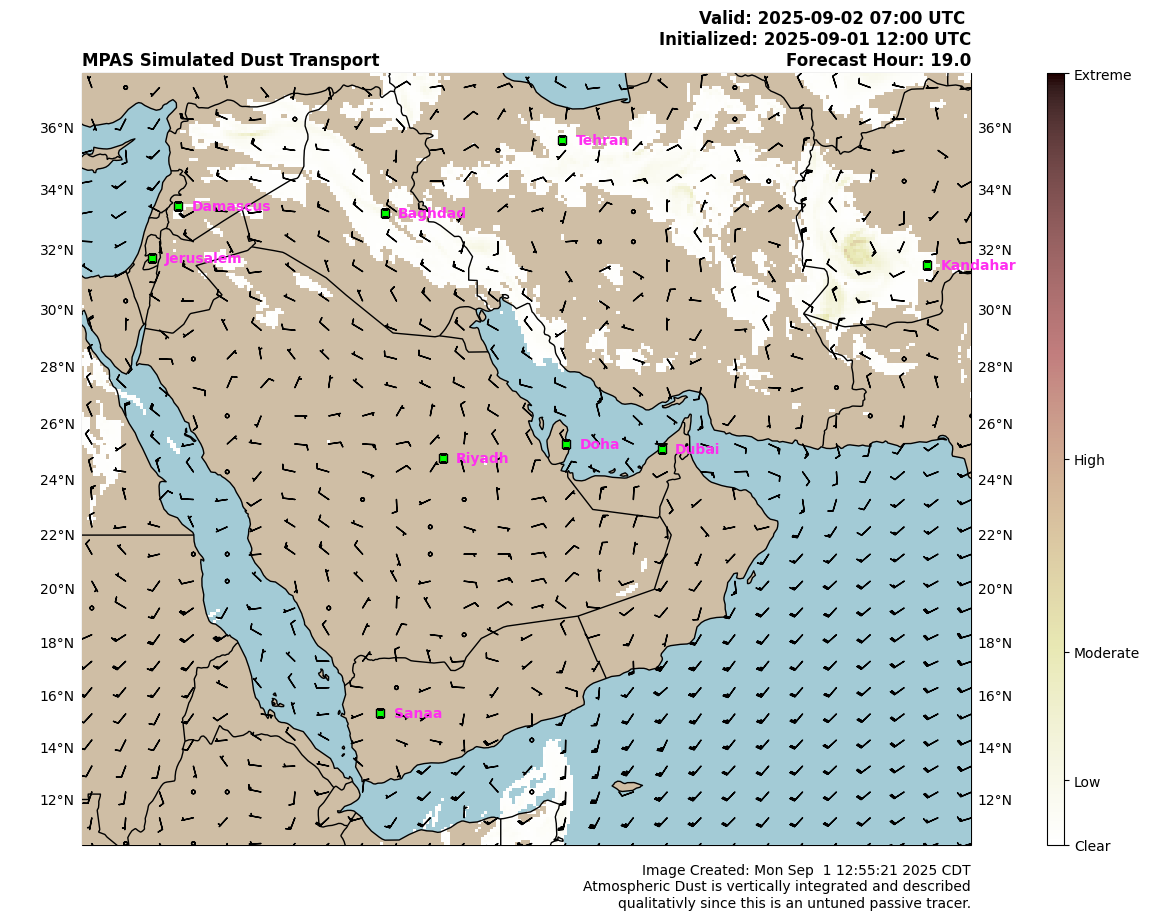 Valid: 2025-09-02 07:00 UTC
Initialized: 2025-09-01 12:00 UTC
MPAS Simulated Dust Transport
Forecast Hour: 19.0
Extreme
36°N
Tehran
36°N
34°N
Damascus
Baghdad
34°N
32°N
Jerusalem
Kandahar
32°N
30°N
30°N
28°N
28°N
26°N
Riyadh
Doha
Dubai
26°N
High
24°N
24°N
22°N
22°N
20°N
20°N
18°N
18°N
Moderate
16°N
Sanaa
16°N
14°N
14°N
12°N
12°N
Low
Clear
Image Created: Mon Sep  1 12:55:21 2025 CDT
Atmospheric Dust is vertically integrated and described
qualitativly since this is an untuned passive tracer.